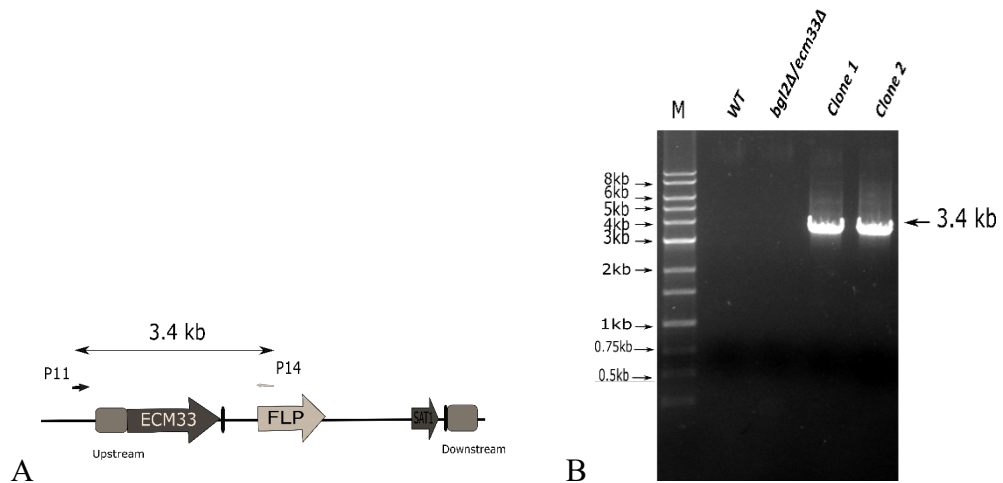 3.4 kb
P11
P14
ECM33
FLP
SAT1
Upstream
Downstream
A
M
WT
bgl2Δ/ecm33Δ
Clone 1
Clone 2
8kb
6kb
5kb
4kb
3kb
2kb
1kb
0.75kb
0.5kb
3.4 kb
B